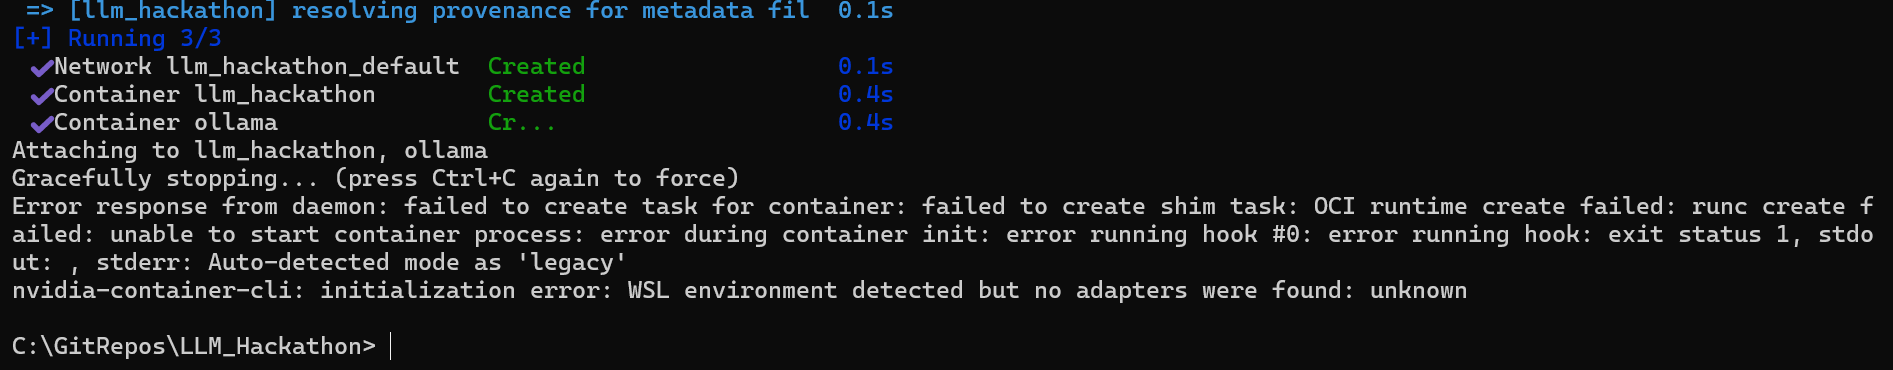 => [llm_hackathon] resolving provenance for metadata fil 0.1s
[+] Running 3/3
✔Network llm_hackathon_default Created 0.1s
✔Container llm_hackathon Created 0.4s
✔Container ollama Cr... 0.4s
Attaching to llm_hackathon, ollama
Gracefully stopping... (press Ctrl+C again to force)
Error response from daemon: failed to create task for container: failed to create shim task: OCI runtime create failed: runc create f
ailed: unable to start container process: error during container init: error running hook #0: error running hook: exit status 1, stdo
ut: , stderr: Auto-detected mode as 'legacy'
nvidia-container-cli: initialization error: WSL environment detected but no adapters were found: unknown
C:\GitRepos\LLM_Hackathon>